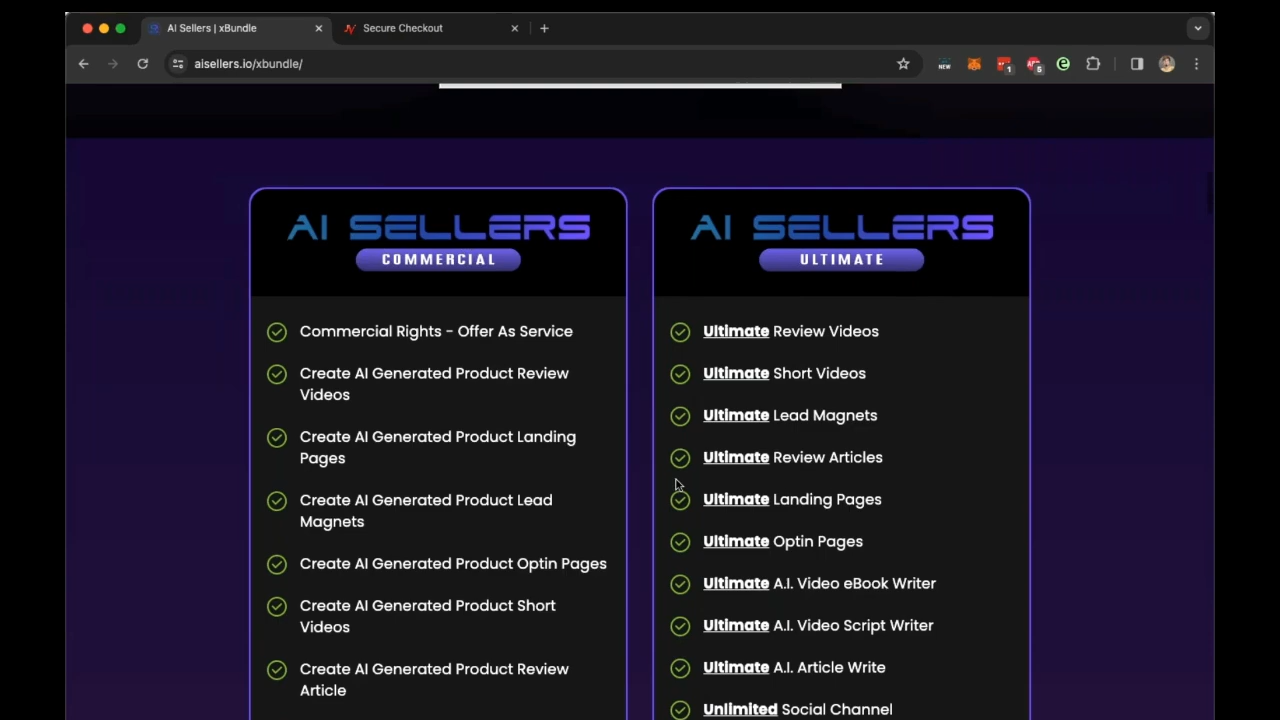 AI Sellers | xBundle
Secure Checkout
aisellers.io/xbundle/
NEW
1
5
AI SELLERS
COMMERCIAL
Commercial Rights - Offer As Service
Create AI Generated Product Review
Videos
Create AI Generated Product Landing
Pages
Create AI Generated Product Lead
Magnets
Create AI Generated Product Optin Pages
Create AI Generated Product Short
Videos
Create AI Generated Product Review
Article
AI SELLERS
ULTIMATE
Ultimate Review Videos
Ultimate Short Videos
Ultimate Lead Magnets
Ultimate Review Articles
Ultimate Landing Pages
Ultimate Optin Pages
Ultimate A.I. Video eBook Writer
Ultimate A.I. Video Script Writer
Ultimate A.I. Article Write
Unlimited Social Channel